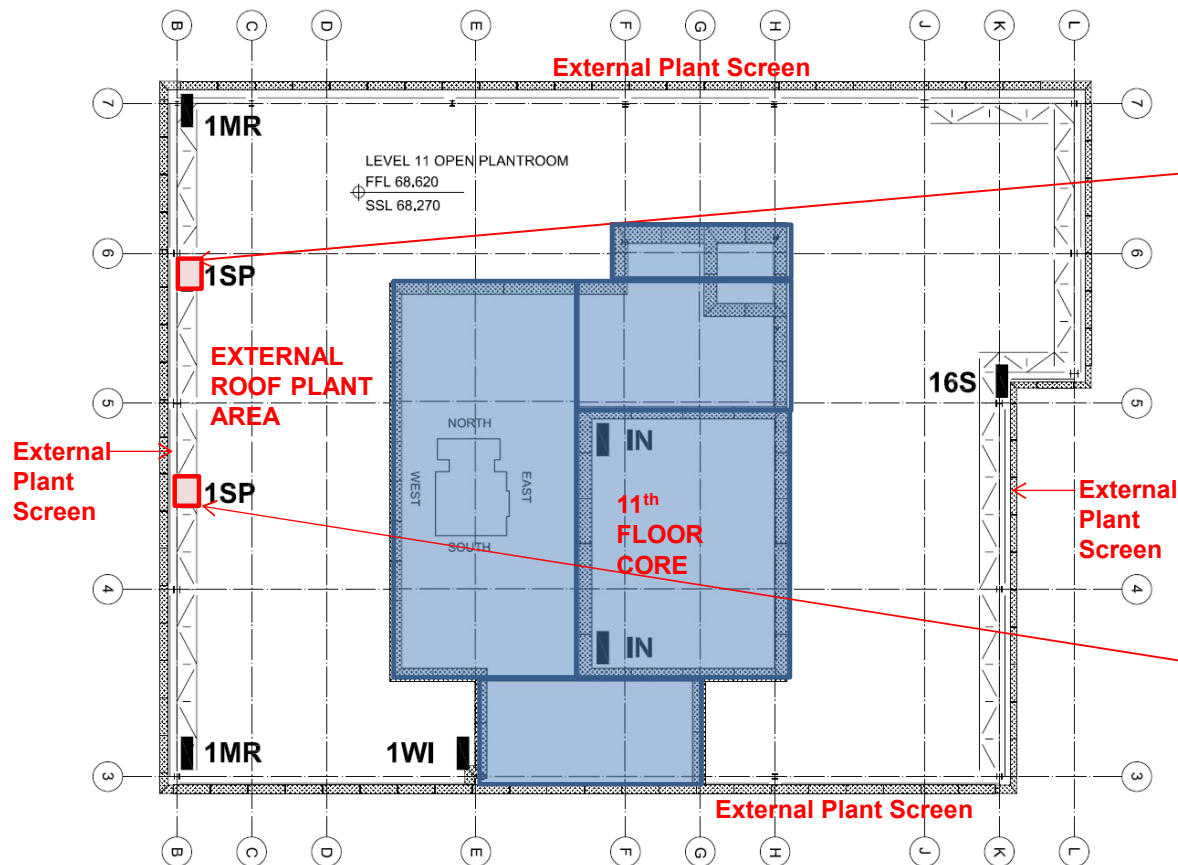 B C D E F G H J K L
External Plant Screen
7 7
1MR
LEVEL 11 OPEN PLANTROOM
FFL 68,620
SSL 68,270
6 6
1SP
EXTERNAL
ROOF PLANT
AREA
16S
5 5
NORTH
WEST
EAST
SOUTH
IN
External
Plant
Screen
1SP
11th
FLOOR
CORE
External
Plant
Screen
4 4
IN
1MR
1WI
3 3
External Plant Screen
B C D E F G H J K L